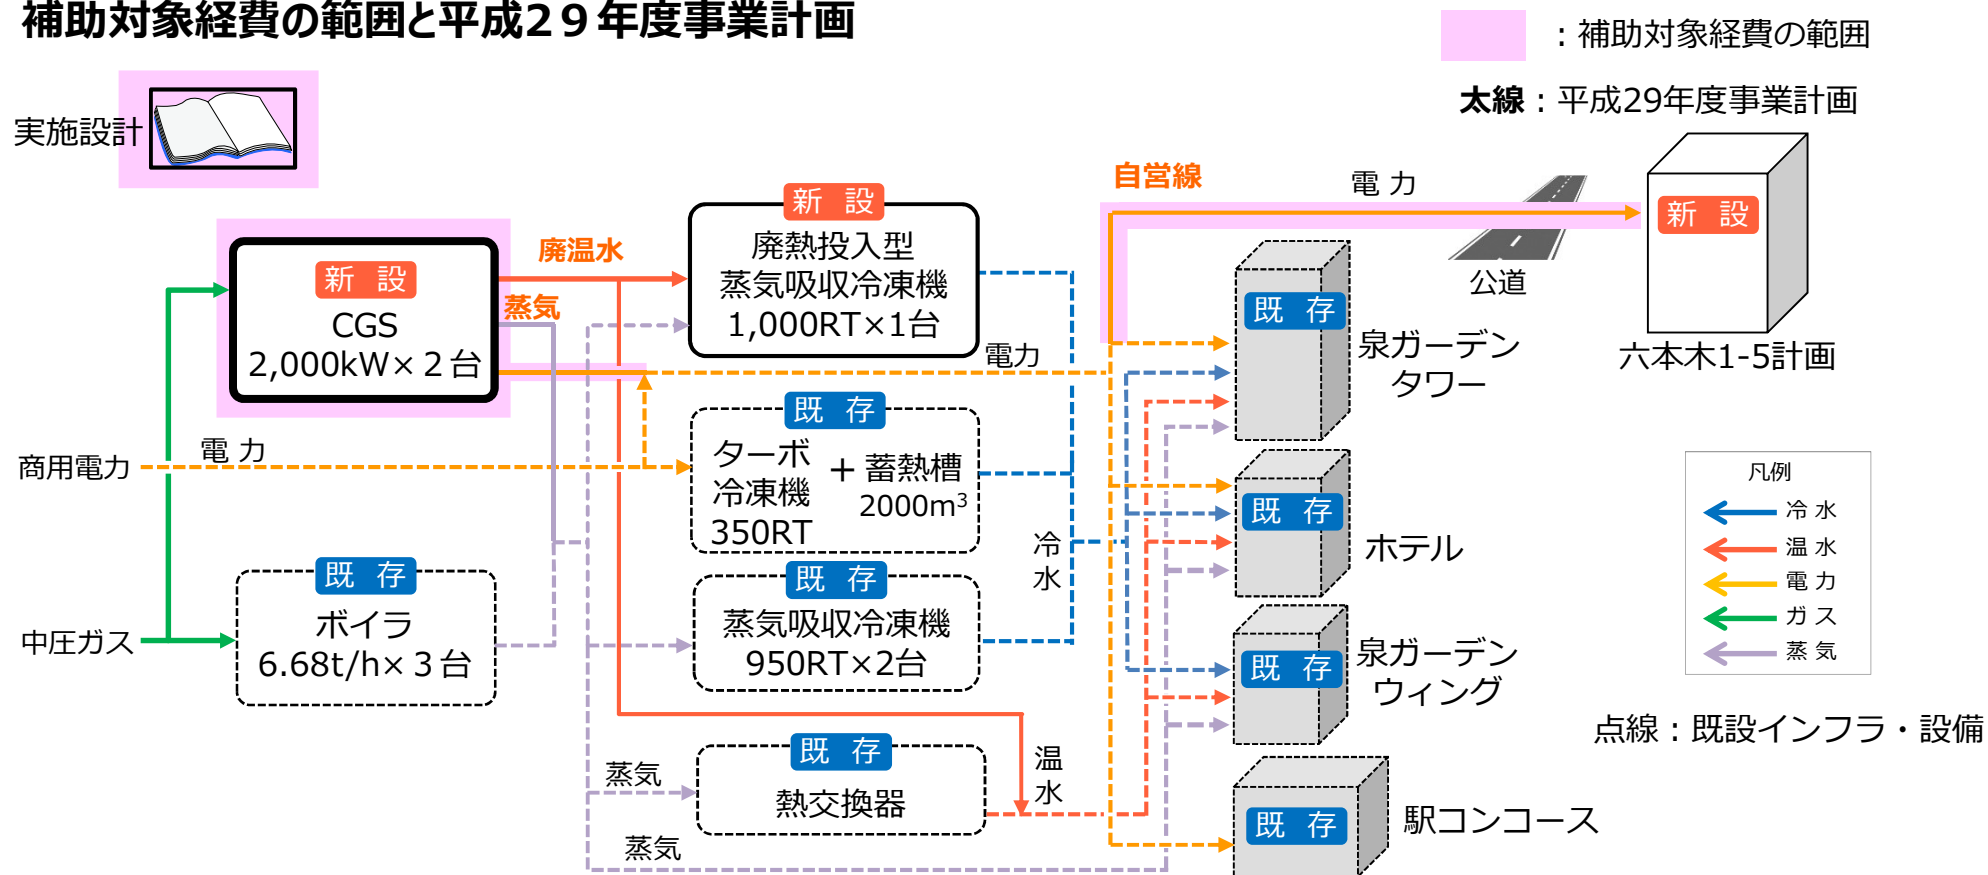 補助対象経費の範囲と平成29年度事業計画
：補助対象経費の範囲
太線：平成29年度事業計画
実施設計
自営線
電 力
公道
新 設
六本木1-5計画
新 設
CGS
2,000kW×２台
廃温水
蒸気
新 設
廃熱投入型
蒸気吸収冷凍機
1,000RT×1台
電力
既 存
泉ガーデン
タワー
商用電力
電 力
既 存
ターボ
冷凍機
350RT
＋
蓄熱槽
2000m³
冷
水
既 存
ホテル
中圧ガス
既 存
ボイラ
6.68t/h×３台
既 存
蒸気吸収冷凍機
950RT×2台
既 存
泉ガーデン
ウィング
蒸気
既 存
熱交換器
温
水
蒸気
既 存
駅コンコース
凡例
冷 水
温 水
電 力
ガ ス
蒸 気
点線：既設インフラ・設備